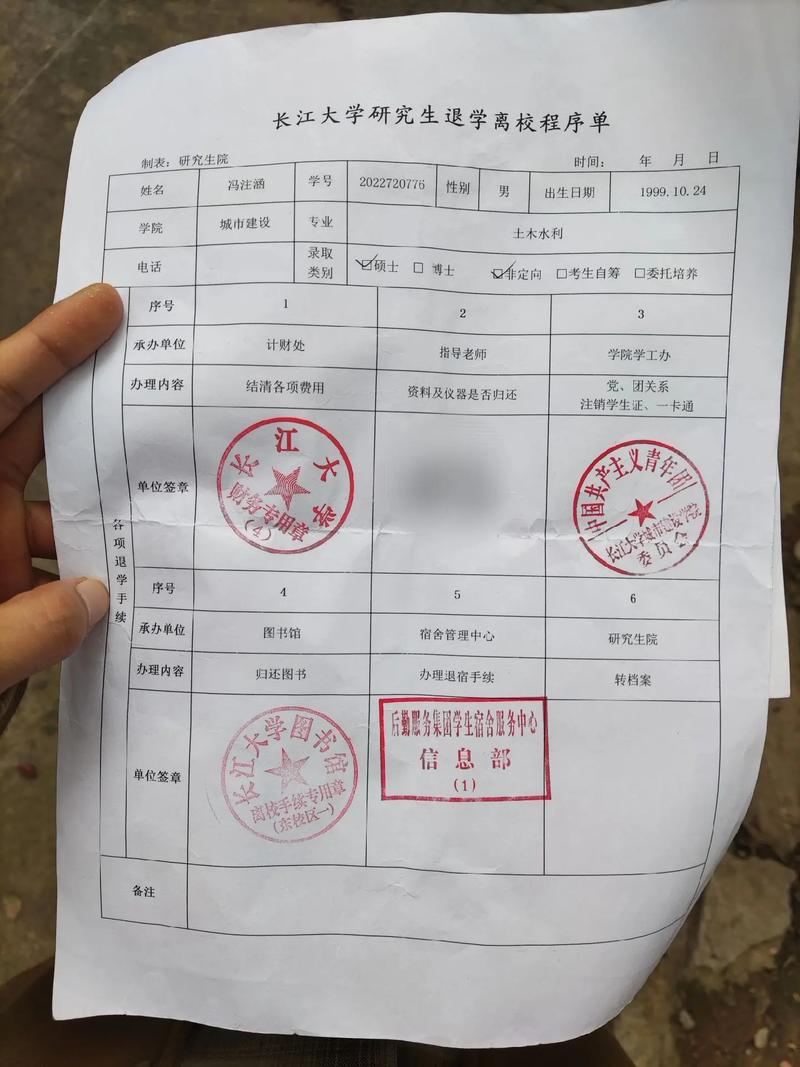 长江大学研究生退学离校程序单
制表：研究生院 时间： 年 月 日
姓名 冯注涵 学号 2022720776 性别 男 出生日期 1999.10.24
学院 城市建设 专业 土木水利
电话 录取类别 ☑硕士 □博士 ☑非定向 □考生自筹 □委托培养
各项退学手续
序号 1 2 3
承办单位 计财处 指导老师 学院学工办
办理内容 结清各项费用 资料及仪器是否归还 党、团关系
注销学生证、一卡通
单位签章
长江大学
财务专用章
(4)
中国共产主义青年团
长江大学城市建设学院
委员会
序号 4 5 6
承办单位 图书馆 宿舍管理中心 研究生院
办理内容 归还图书 办理退宿手续 转档案
单位签章
长江大学图书馆
离校手续专用章
(东校区一)
后勤服务集团学生宿舍服务中心
信息部
(1)
备注